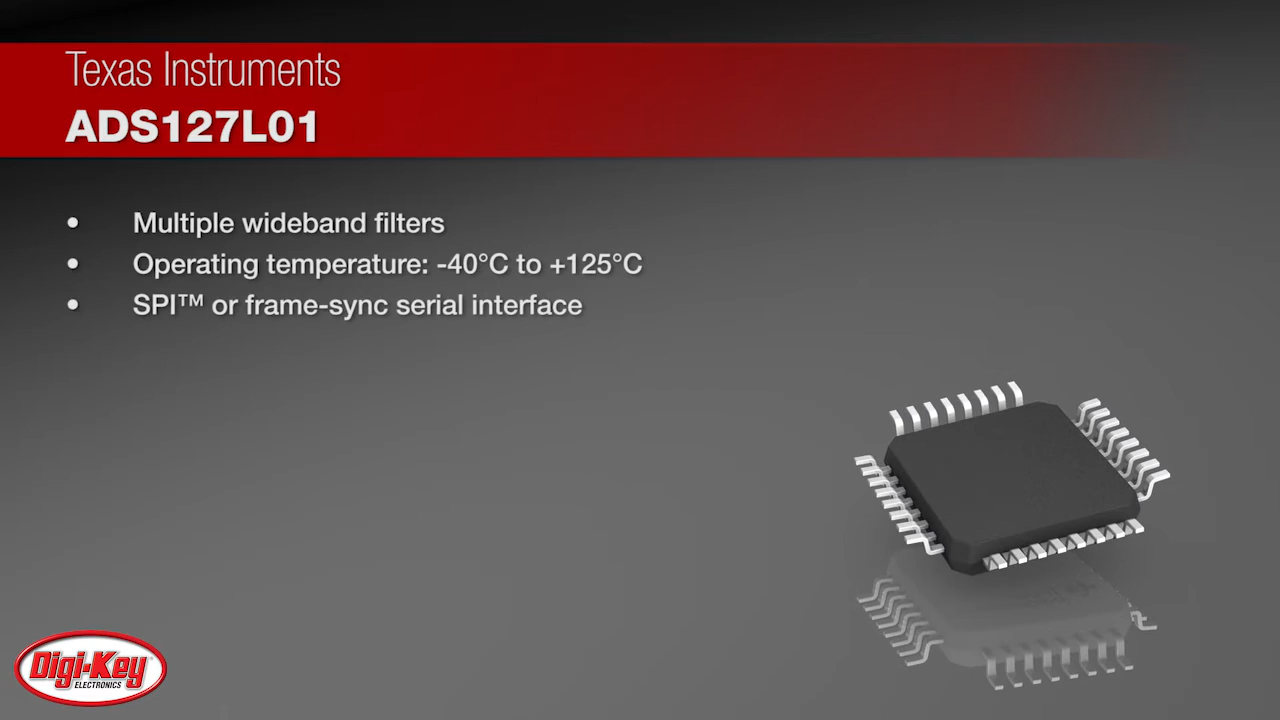 Texas Instruments
ADS127L01
• Multiple wideband filters
• Operating temperature: -40°C to +125°C
• SPI™ or frame-sync serial interface
Digi-Key
ELECTRONICS